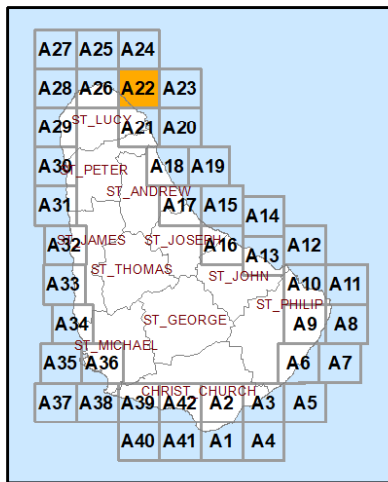 A27 A25 A24
A28 A26 A22 A23
A29 A21 A20
ST_LUCY
A30 A18 A19
ST_PETER
ST_ANDREW
A31 A17 A15
A14
A32 ST_JAMES ST_JOSEPH A16 A12
A13
ST_THOMAS ST_JOHN
A33 A10 A11
ST_PHILIP
A34 ST_GEORGE A9 A8
ST_MICHAEL
A35 A36 A6 A7
CHRIST_CHURCH
A37 A38 A39 A42 A2 A3 A5
A40 A41 A1 A4